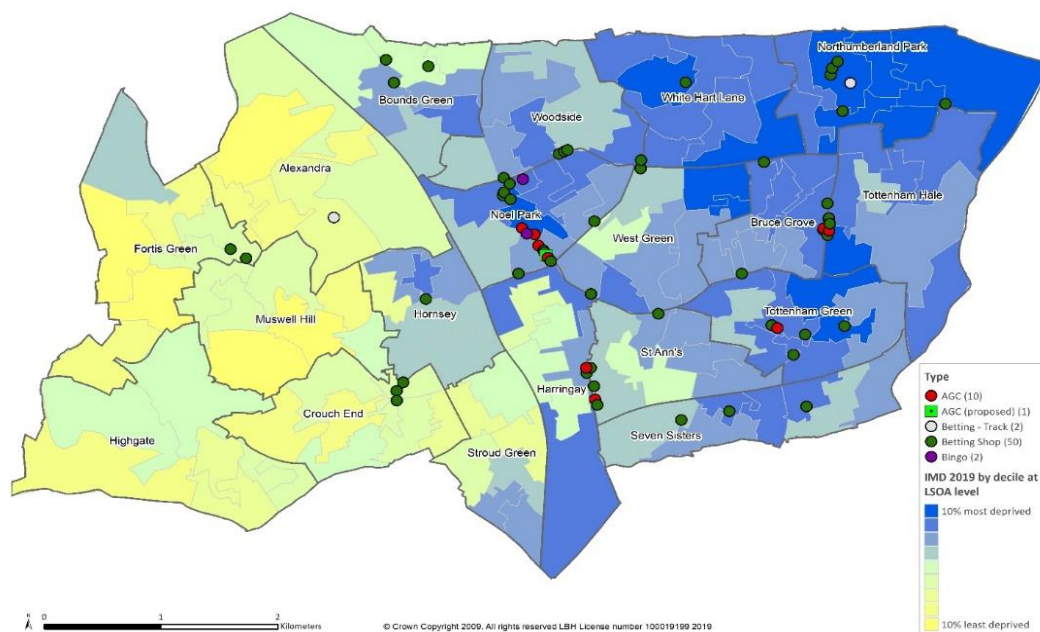 Northumberland Park
White Hart Lane
Bounds Green
Woodside
Alexandra
Tottenham Hale
Noel Park
West Green
Bruce Grove
Fortis Green
Hornsey
Tottenham Green
Muswell Hill
St Ann's
Harringay
Crouch End
Highgate
Seven Sisters
Stroud Green
Type
AGC (10)
AGC (proposed) (1)
Betting - Track (2)
Betting Shop (50)
Bingo (2)
IMD 2019 by decile at
LSOA level
10% most deprived
10% least deprived
N
0 1 2
Kilometers
© Crown Copyright 2009. All rights reserved LBH License number 100019199 2019